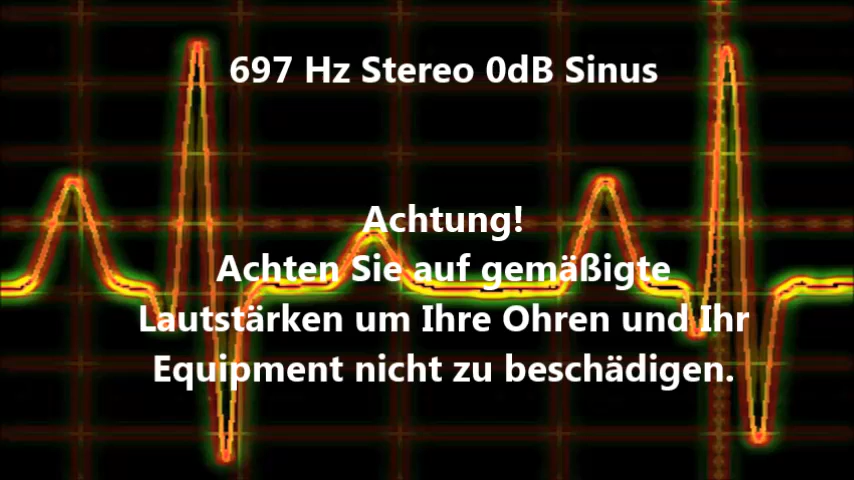 697 Hz Stereo 0dB Sinus
Achtung!
Achten Sie auf gemäßigte
Lautstärken um Ihre Ohren und Ihr
Equipment nicht zu beschädigen.